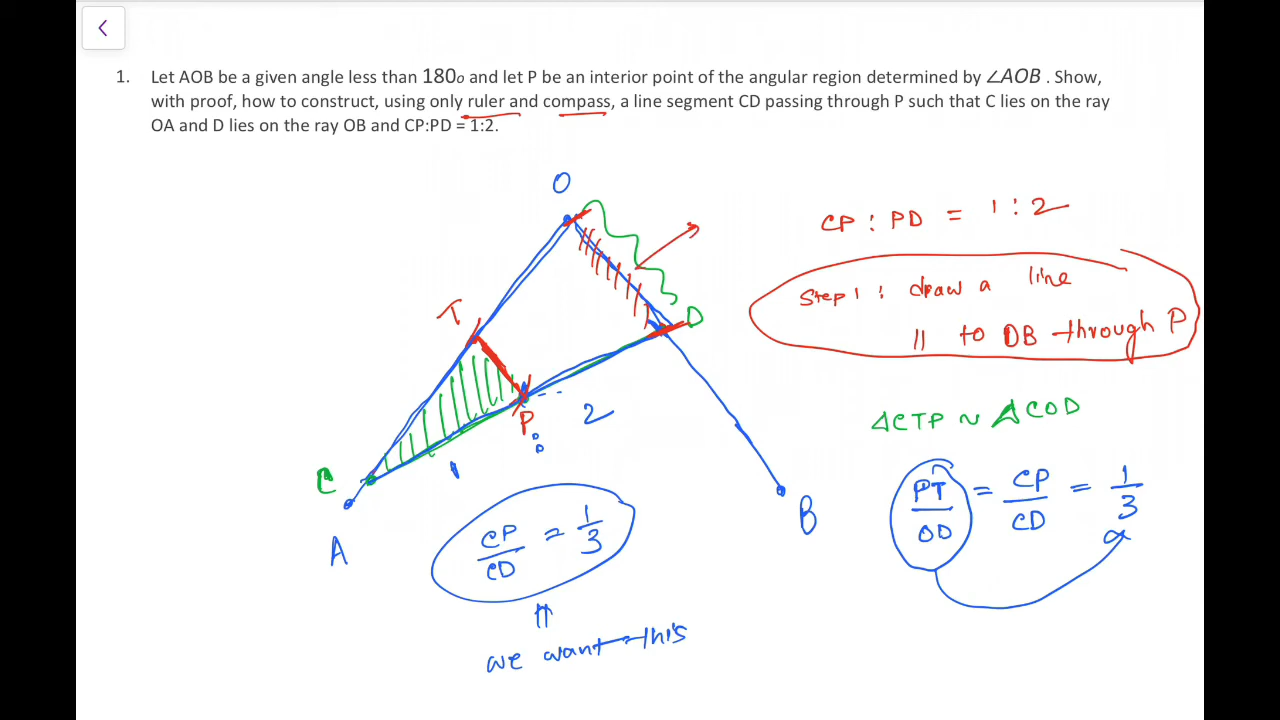 1. Let AOB be a given angle less than 180o and let P be an interior point of the angular region determined by ∠AOB . Show,
with proof, how to construct, using only ruler and compass, a line segment CD passing through P such that C lies on the ray
OA and D lies on the ray OB and CP:PD = 1:2.
O
CP : PD = 1 : 2
Step 1 : draw a line
|| to DB through P
T
D
P
2
1
C
A
B
△CTP ~ △COD
PT/OD = CP/CD = 1/3
CP/CD = 1/3
⇑
we want this